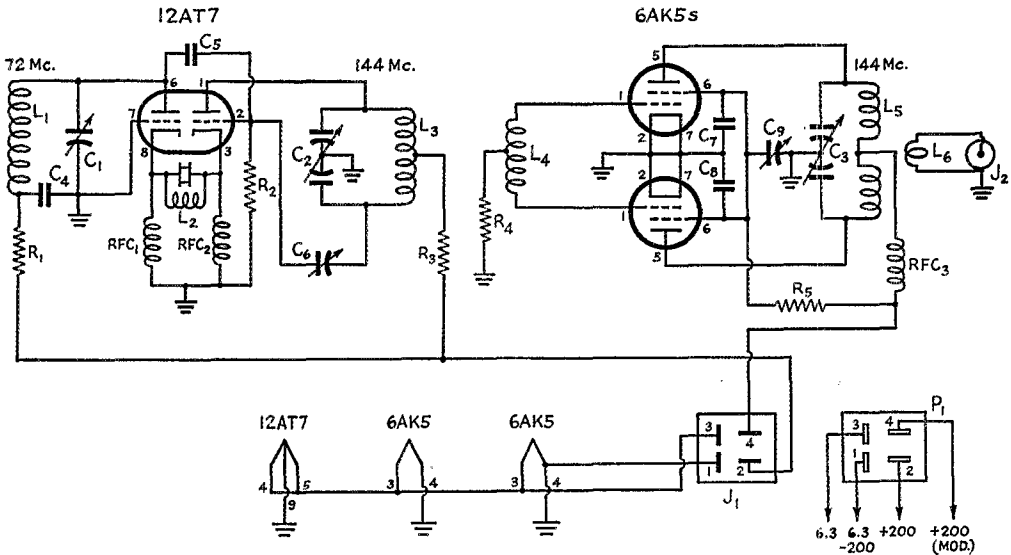 12AT7
6AK5s
72 Mc.
C5
144 Mc.
144 Mc.
6
1
7
2
8
3
L1
C1
C4
L2
R2
C2
L3
RFC1
RFC2
C6
R1
R3
5
1
6
2
7
C7
C9
C3
L5
L6
J2
L4
C8
2
7
1
6
5
R4
R5
RFC3
12AT7
6AK5
6AK5
4
5
9
3
4
3
4
3
4
1
2
J1
P1
3
4
1
2
6.3
6.3
-200
+200
+200
(MOD.)